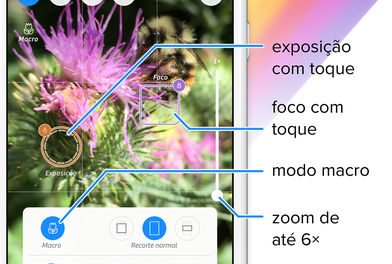 Macro
exposição
com toque
Foco
foco com
toque
Exposição
modo macro
zoom de
até 6×
Macro
Recorte normal